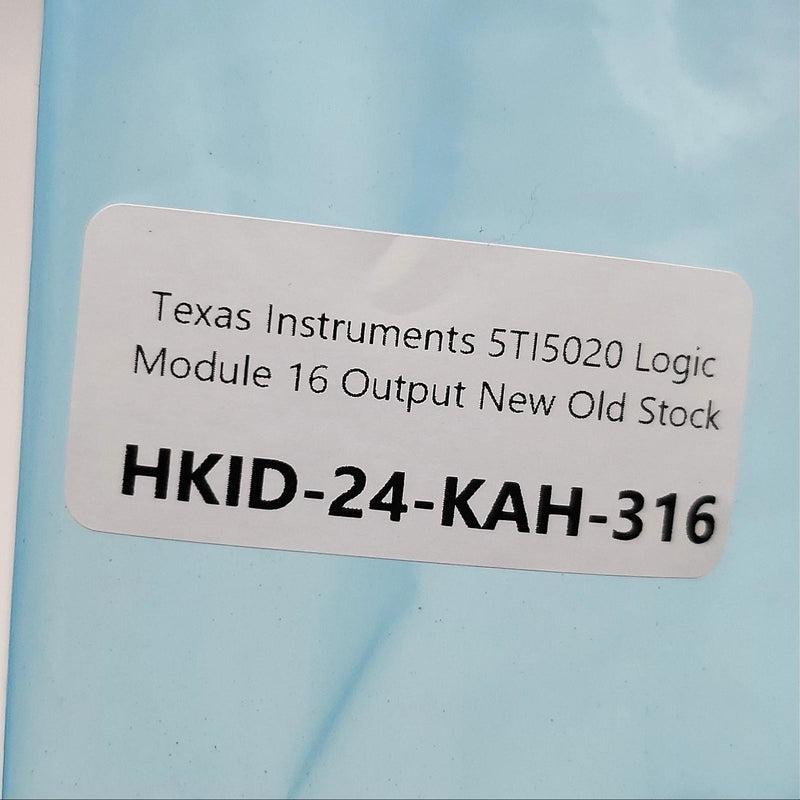 Texas Instruments 5TI5020 Logic
Module 16 Output New Old Stock
HKID-24-KAH-316